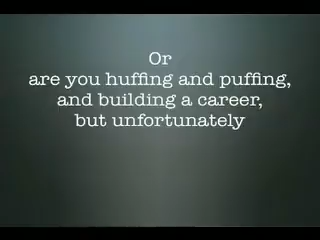 Or
are you huffing and puffing,
and building a career,
but unfortunately